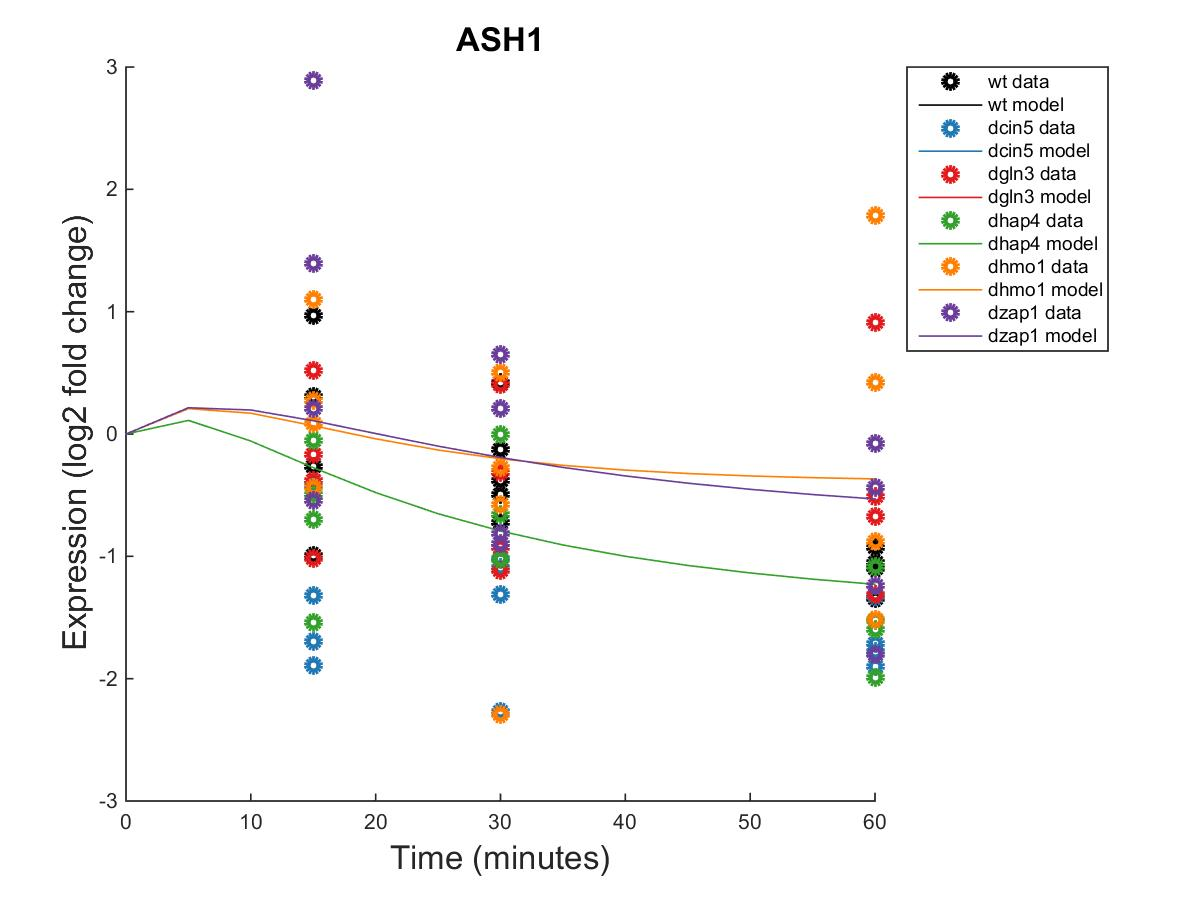 ASH1
Expression (log2 fold change)
3
2
1
0
-1
-2
-3
0 10 20 30 40 50 60
Time (minutes)
wt data
wt model
dcin5 data
dcin5 model
dgln3 data
dgln3 model
dhap4 data
dhap4 model
dhmo1 data
dhmo1 model
dzap1 data
dzap1 model